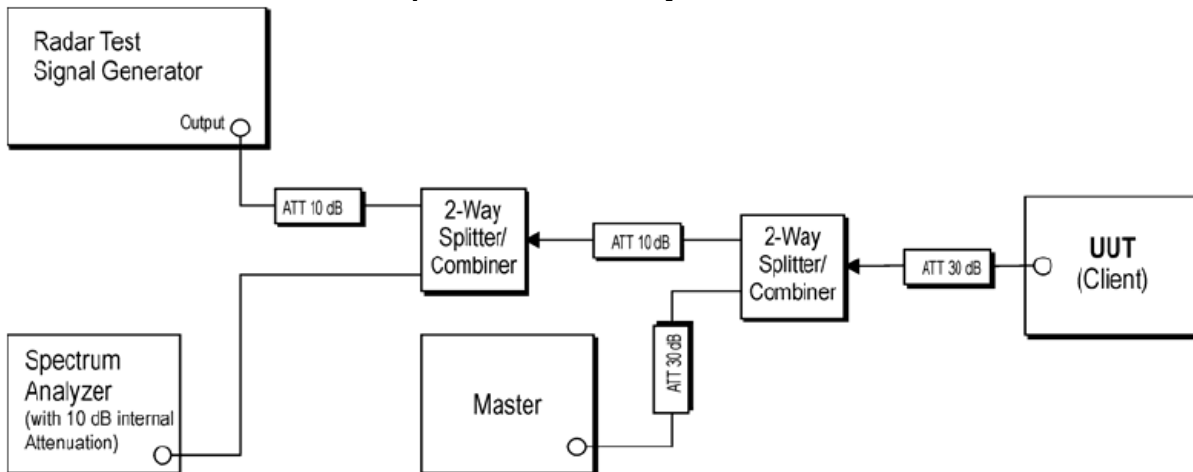 Radar Test
Signal Generator
Output
ATT 10 dB
2-Way
Splitter/
Combiner
ATT 10 dB
2-Way
Splitter/
Combiner
ATT 30 dB
UUT
(Client)
Spectrum
Analyzer
(with 10 dB internal
Attenuation)
Master
ATT 30 dB